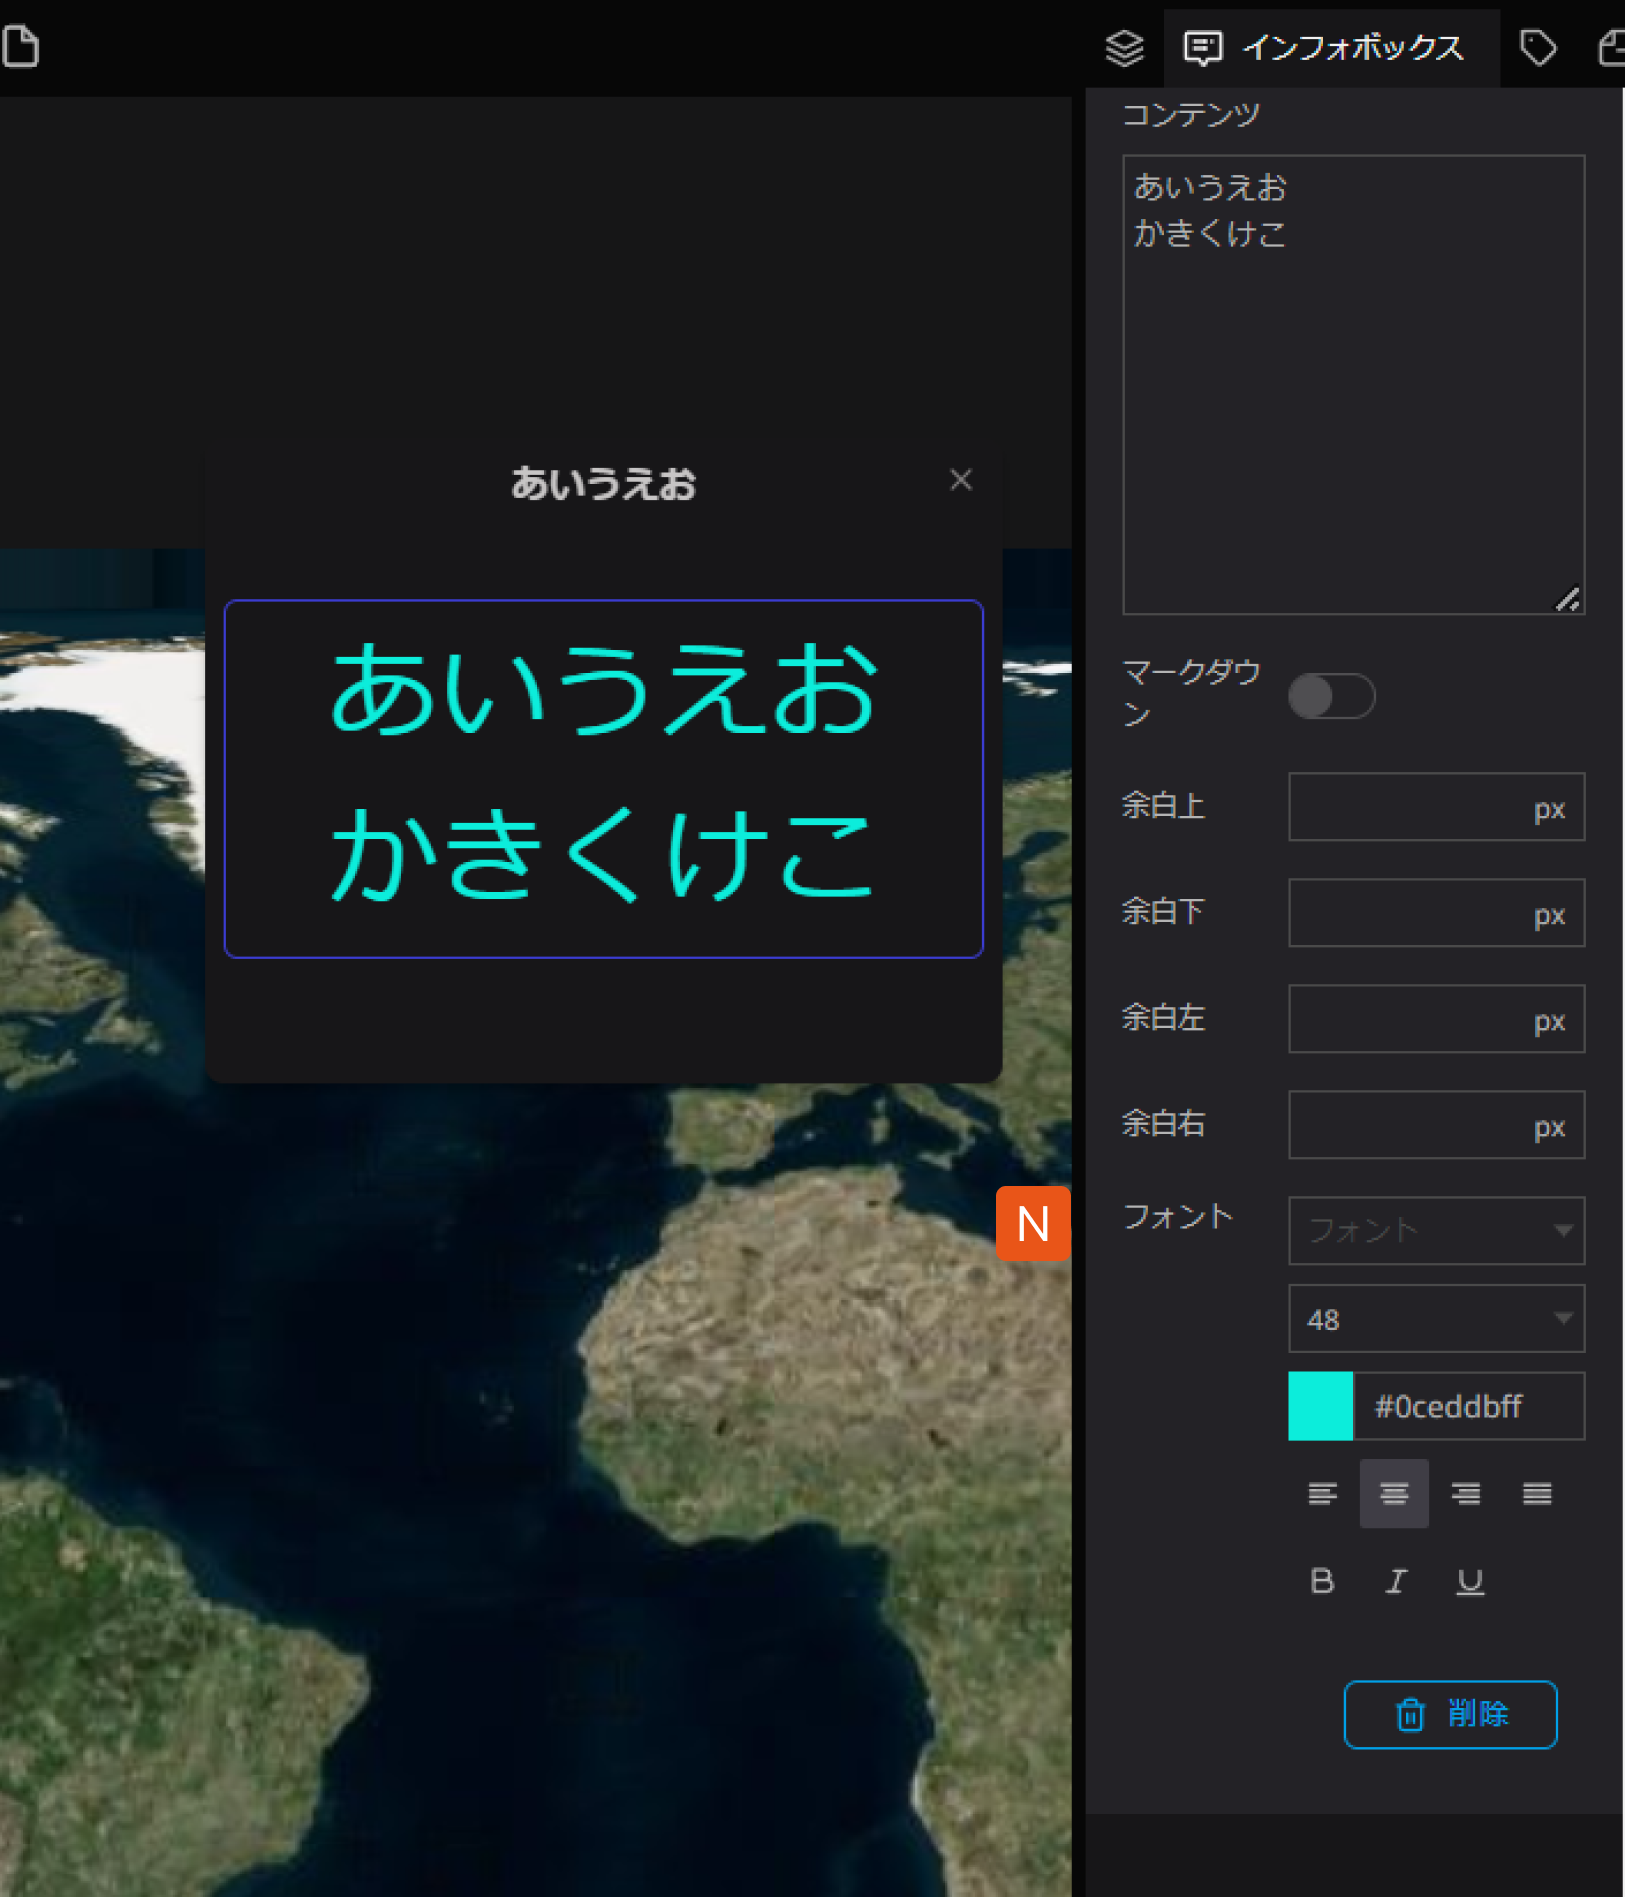 インフォボックス
コンテンツ
あいうえお
かきくけこ
あいうえお
あいうえお
かきくけこ
マークダウ
ン
余白上 px
余白下 px
余白左 px
余白右 px
N
フォント フォント
48
#0ceddbff
B I U
削除